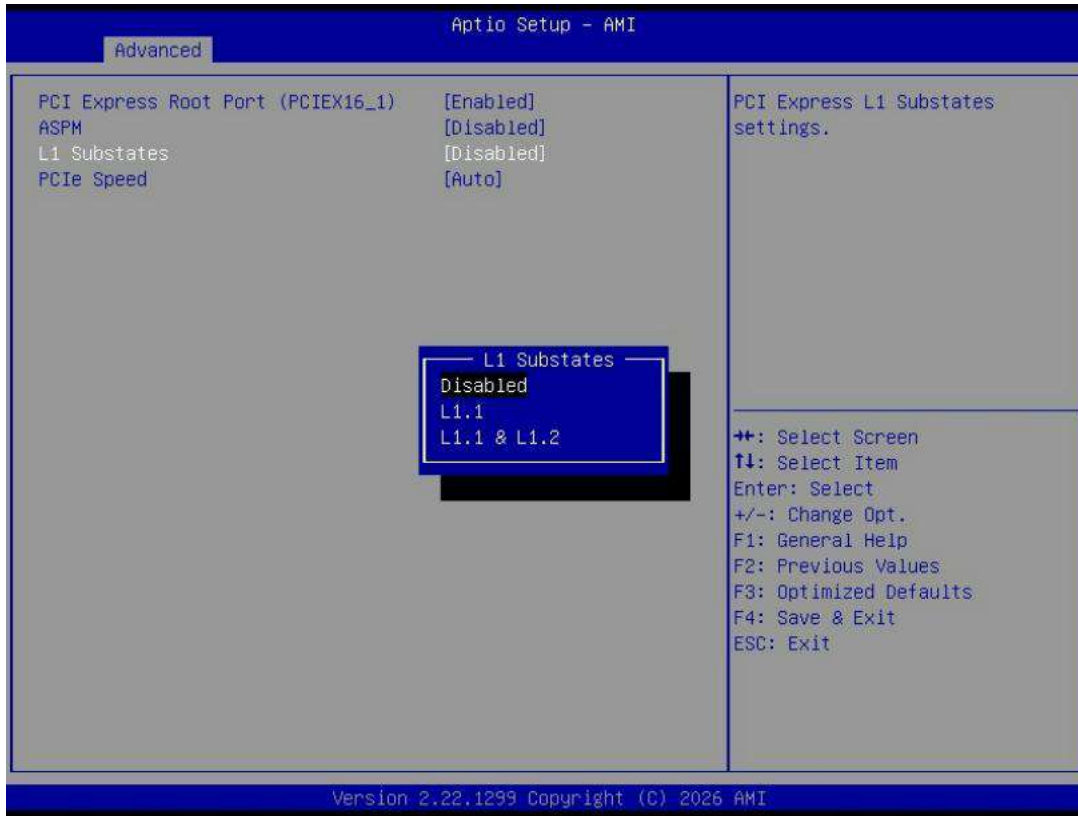 Aptio Setup – AMI
Advanced
PCI Express Root Port (PCIEX16_1) [Enabled]
ASPM [Disabled]
L1 Substates [Disabled]
PCIe Speed [Auto]
PCI Express L1 Substates
settings.
L1 Substates
Disabled
L1.1
L1.1 & L1.2
→←: Select Screen
↑↓: Select Item
Enter: Select
+/-: Change Opt.
F1: General Help
F2: Previous Values
F3: Optimized Defaults
F4: Save & Exit
ESC: Exit
Version 2.22.1299 Copyright (C) 2026 AMI